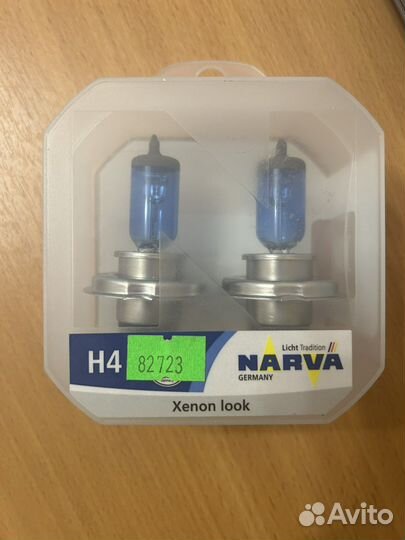 H4
82723
Licht Tradition
NARVA
GERMANY
Xenon look
Avito